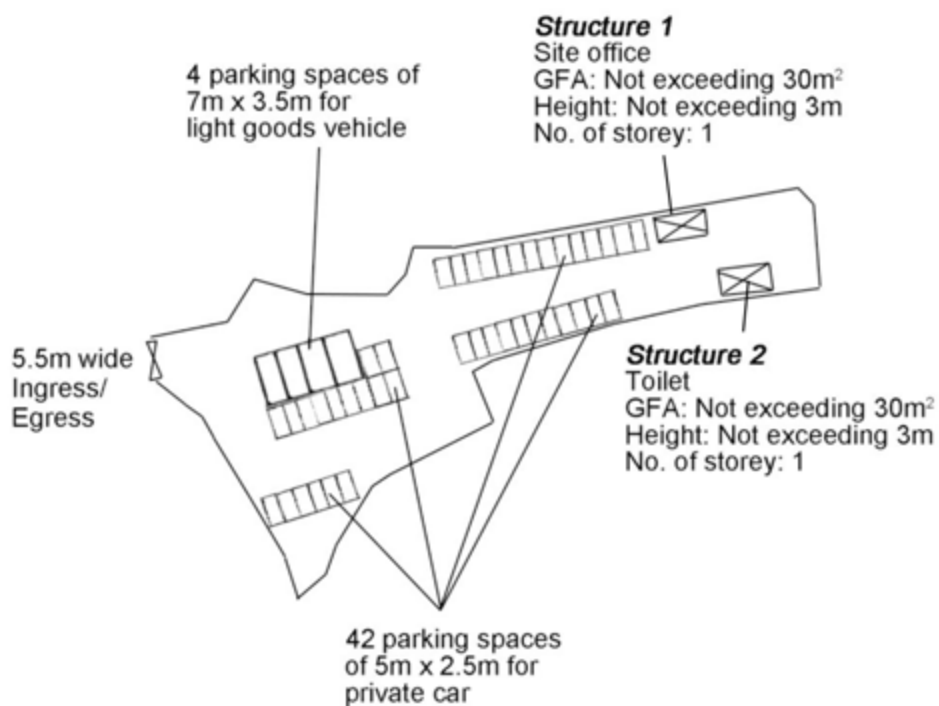 Structure 1
Site office
GFA: Not exceeding 30m²
Height: Not exceeding 3m
No. of storey: 1
4 parking spaces of
7m x 3.5m for
light goods vehicle
5.5m wide
Ingress/
Egress
Structure 2
Toilet
GFA: Not exceeding 30m²
Height: Not exceeding 3m
No. of storey: 1
42 parking spaces
of 5m x 2.5m for
private car